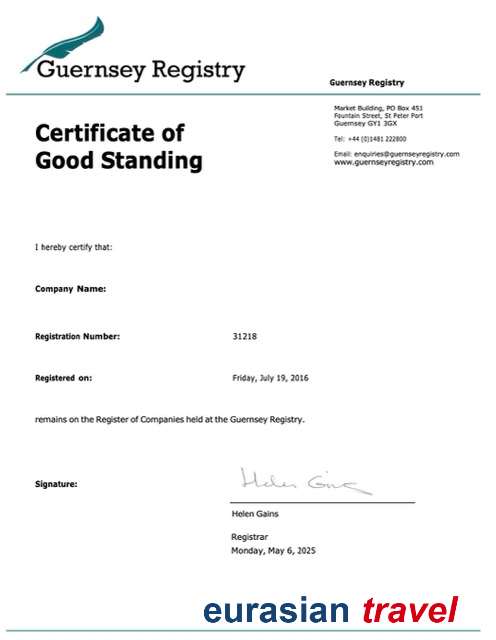 Guernsey Registry
Guernsey Registry
Market Building, PO Box 451
Fountain Street, St Peter Port
Guernsey GY1 3GX
Tel: +44 (0)1481 222800
Email: enquiries@guernseyregistry.com
www.guernseyregistry.com
Certificate of
Good Standing
I hereby certify that:
Company Name:
Registration Number: 31218
Registered on: Friday, July 19, 2016
remains on the Register of Companies held at the Guernsey Registry.
Signature: Helen Gains
Helen Gains
Registrar
Monday, May 6, 2025
eurasian travel